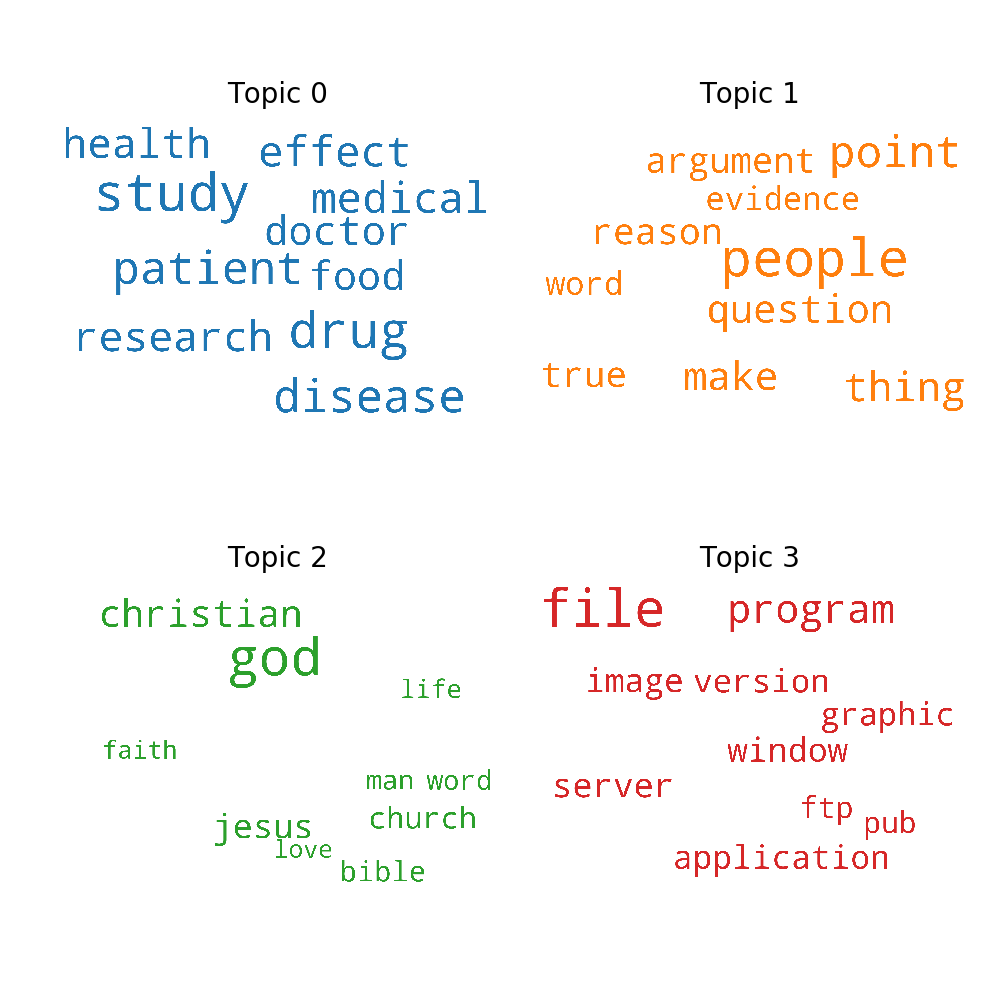 Topic 0
health
effect
study
medical
doctor
patient
food
research
drug
disease
Topic 1
argument
point
evidence
reason
people
word
question
true
make
thing
Topic 2
christian
god
life
faith
man
word
jesus
church
love
bible
Topic 3
file
program
image
version
graphic
window
server
ftp
pub
application